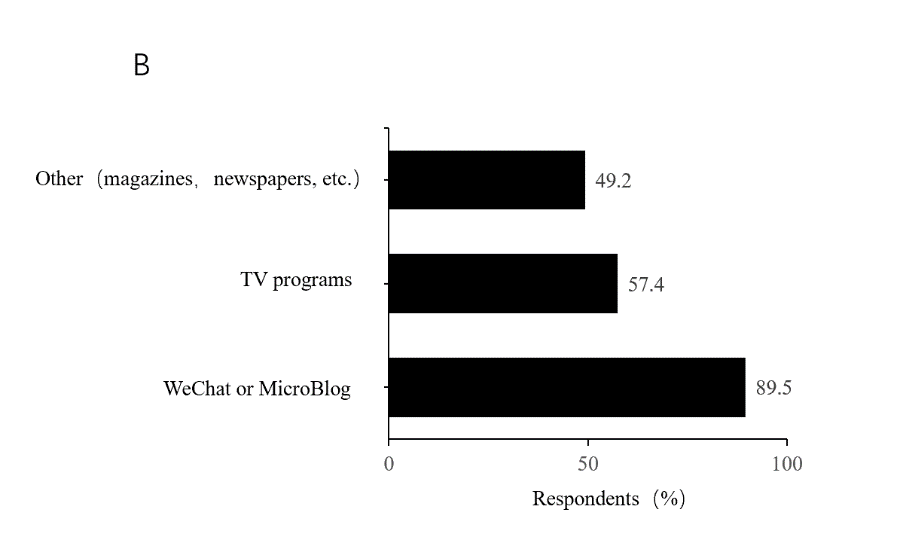 B
Other（magazines，newspapers, etc.）
49.2
TV programs
57.4
WeChat or MicroBlog
89.5
0 50 100
Respondents（%）